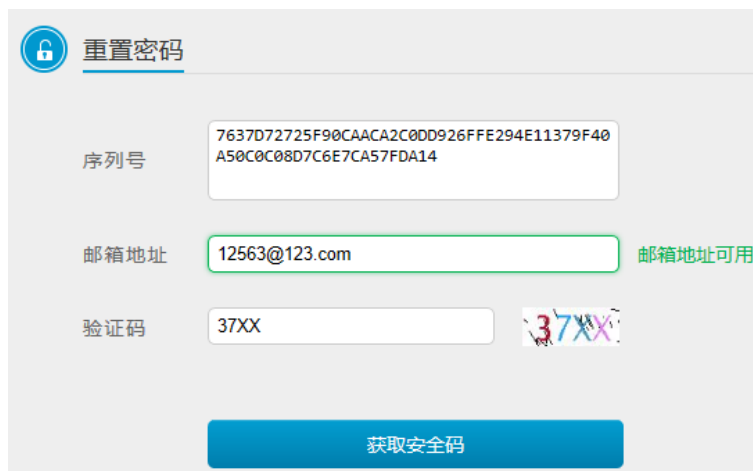 重置密码
序列号
7637D72725F90CAACA2C0DD926FFE294E11379F40
A50C0C08D7C6E7CA57FDA14
邮箱地址 12563@123.com 邮箱地址可用
验证码 37XX 37XX
获取安全码